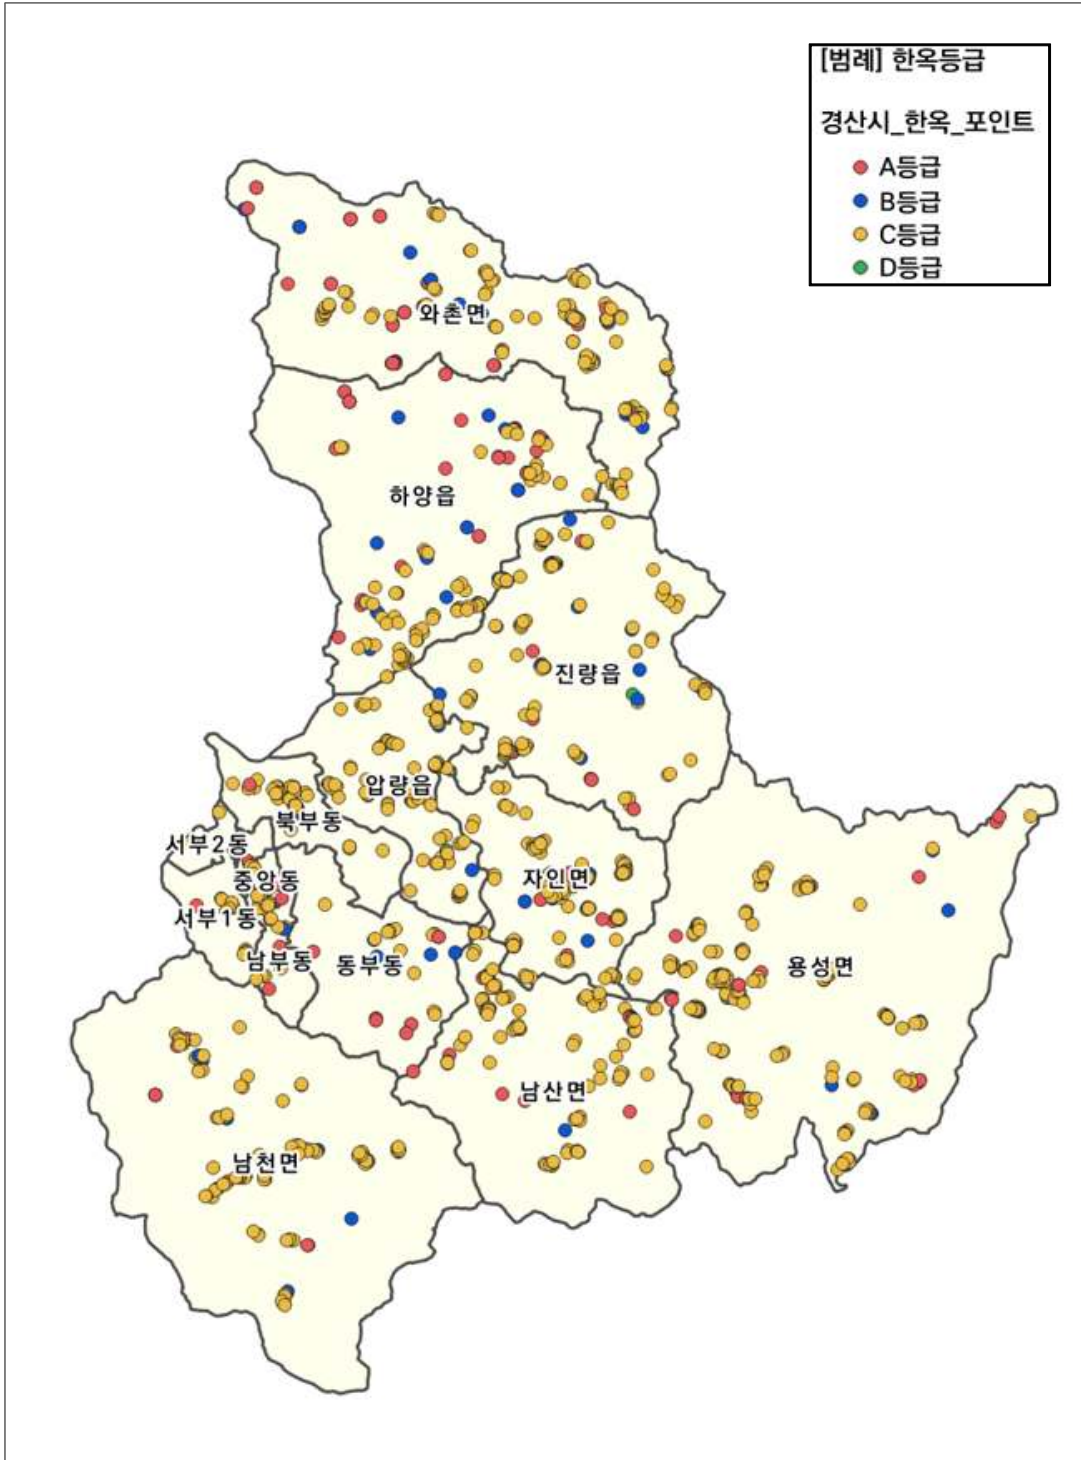 [범례] 한옥등급
경산시_한옥_포인트
A등급
B등급
C등급
D등급
와촌면
하양읍
진량읍
압량읍
북부동
서부2동
중앙동
자인면
서부1동
남부동
동부동
용성면
남산면
남천면